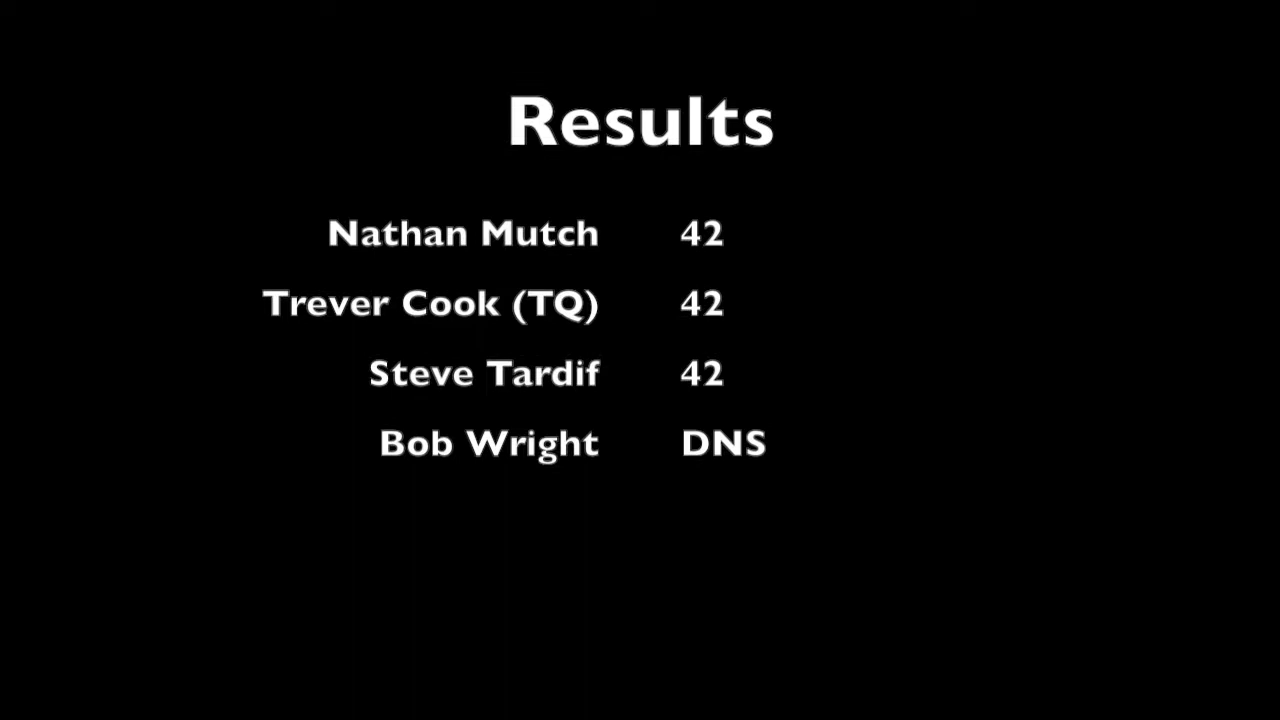 Results
Nathan Mutch 42
Trever Cook (TQ) 42
Steve Tardif 42
Bob Wright DNS